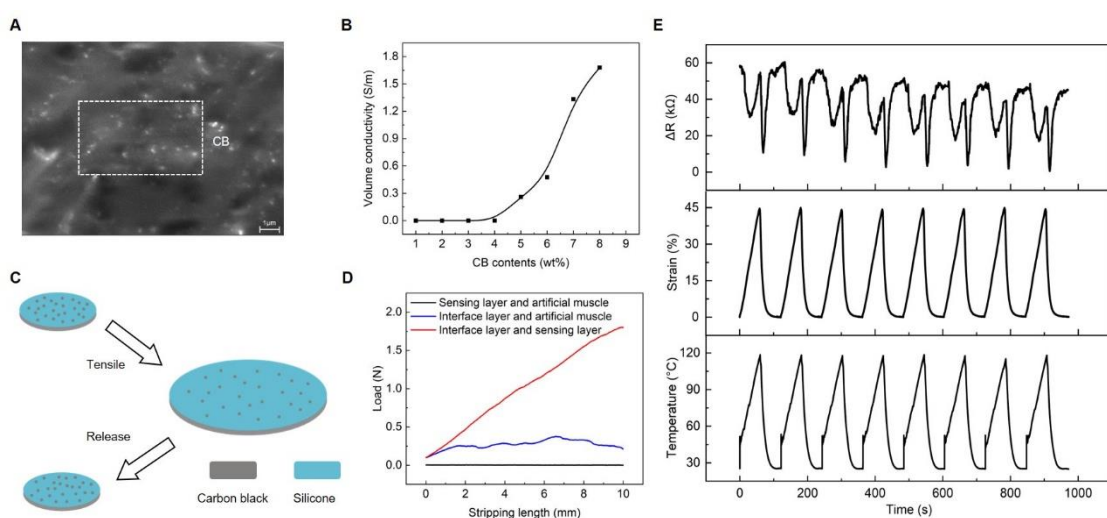 A
CB
1μm
B
Volume conductivity (S/m)
1.8
1.5
1.2
0.9
0.6
0.3
0.0
1 2 3 4 5 6 7 8 9
CB contents (wt%)
C
Tensile
Release
Carbon black
Silicone
D
Sensing layer and artificial muscle
Interface layer and artificial muscle
Interface layer and sensing layer
Load (N)
2.0
1.5
1.0
0.5
0.0
0 2 4 6 8 10
Stripping length (mm)
E
ΔR (kΩ)
60
40
20
0
Strain (%)
45
30
15
0
Temperature (°C)
120
90
60
30
0 200 400 600 800 1000
Time (s)